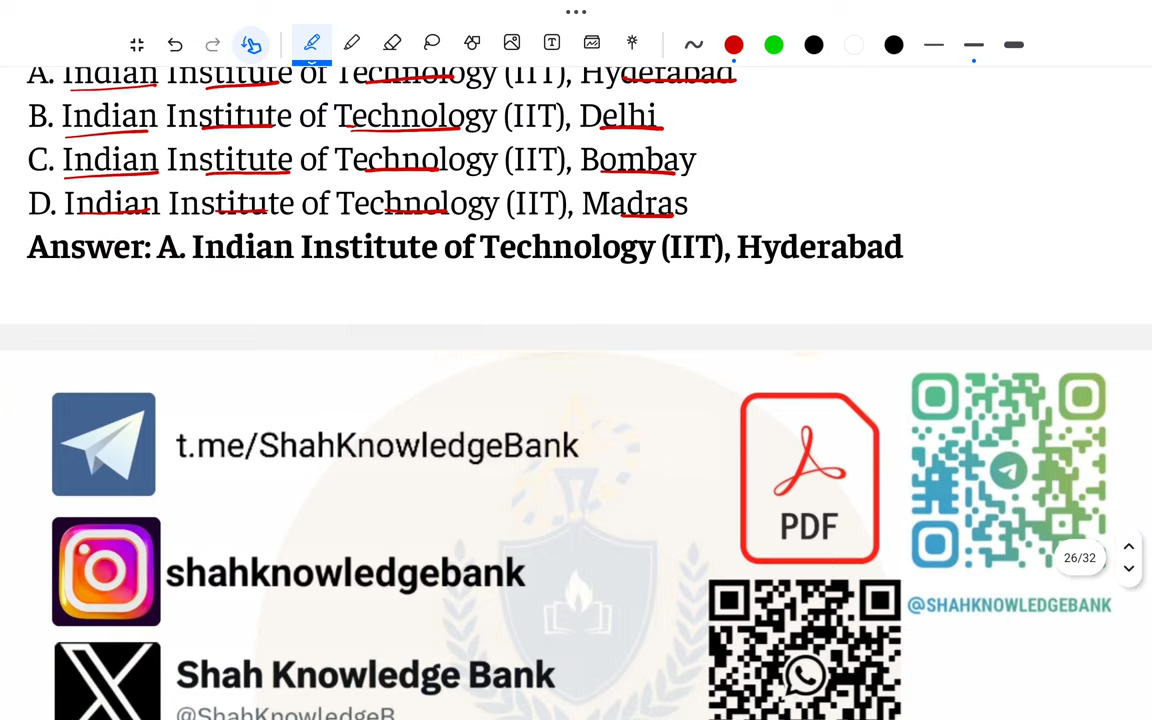 A. Indian Institute of Technology (IIT), Hyderabad
B. Indian Institute of Technology (IIT), Delhi
C. Indian Institute of Technology (IIT), Bombay
D. Indian Institute of Technology (IIT), Madras
Answer: A. Indian Institute of Technology (IIT), Hyderabad
t.me/ShahKnowledgeBank
PDF
shahknowledgebank
26/32
@SHAHKNOWLEDGEBANK
Shah Knowledge Bank
@ShahKnowledgeB